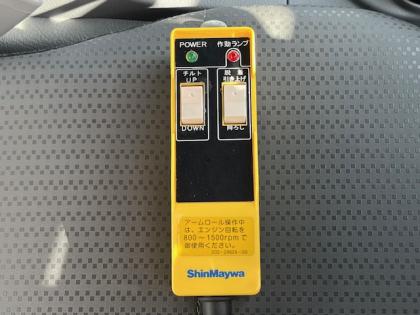 POWER 作動ランプ
チルト 脱着
UP 引き上げ
DOWN 降ろし
アームロール操作中
は、エンジン回転を
800～1500rpmで
御使用ください。
ShinMaywa